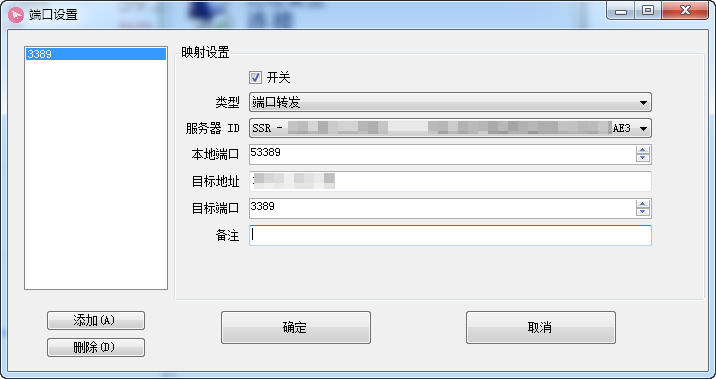 端口设置
3389
映射设置
开关
类型 端口转发
服务器 ID SSR - AE3
本地端口 53389
目标地址
目标端口 3389
备注
添加(A)
删除(D)
确定
取消